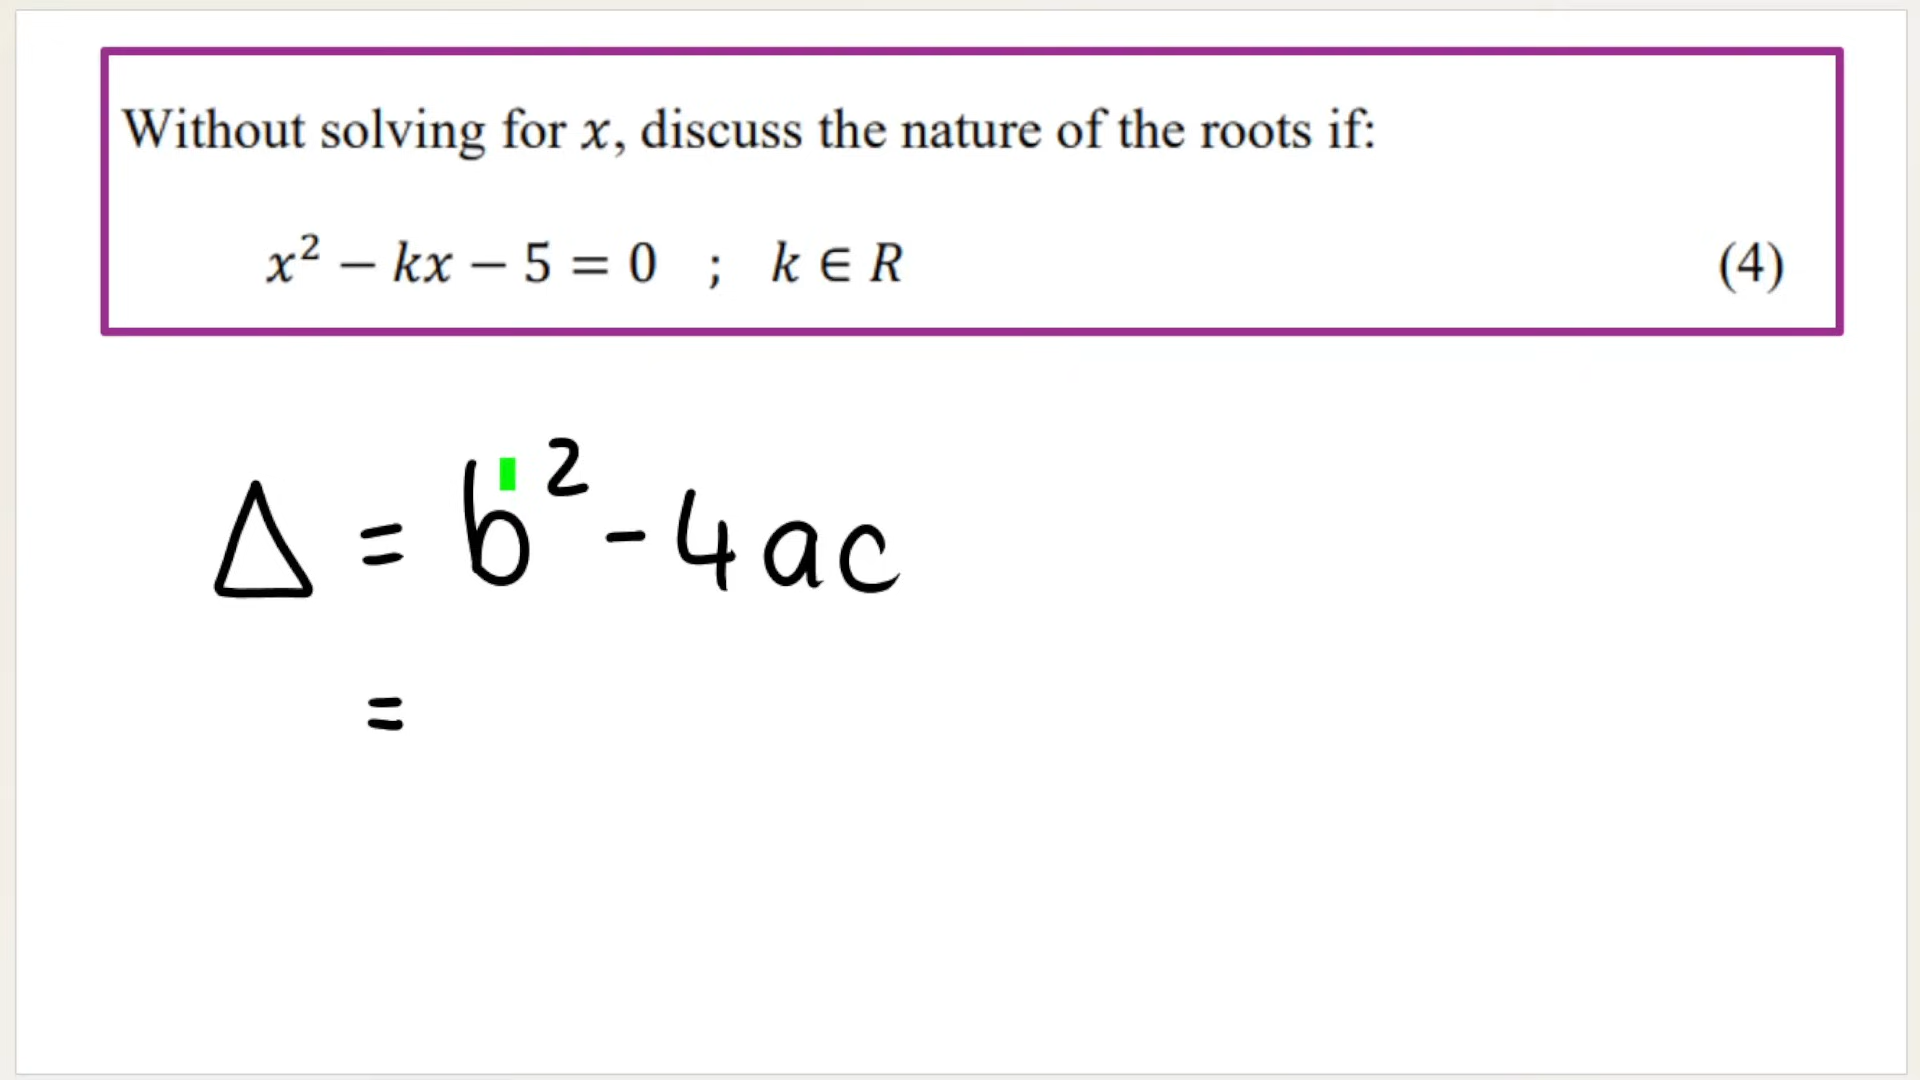 Without solving for x, discuss the nature of the roots if:
x² − kx − 5 = 0 ; k ∈ R (4)
Δ = b² - 4ac
=